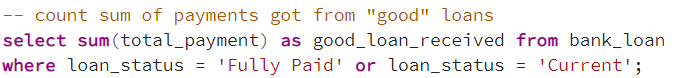 -- count sum of payments got from "good" loans
select sum(total_payment) as good_loan_received from bank_loan
where loan_status = 'Fully Paid' or loan_status = 'Current';